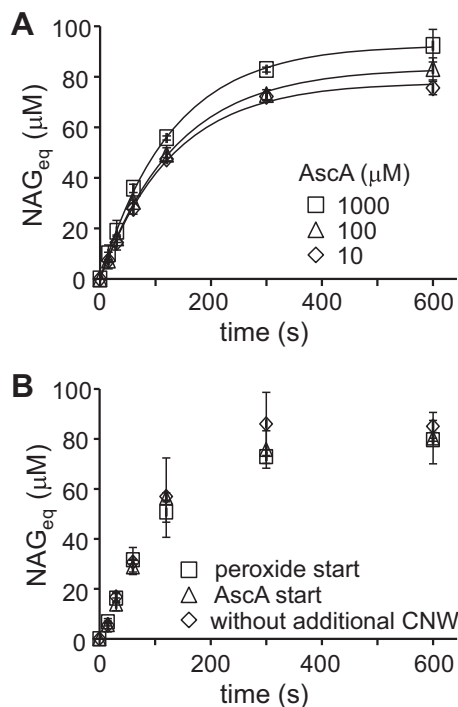 A
100
80
60
40
20
0
NAGeq (μM)
AscA (μM)
1000
100
10
0
200
400
600
time (s)
B
100
80
60
40
20
0
NAGeq (μM)
peroxide start
AscA start
without additional CNW
0
200
400
600
time (s)